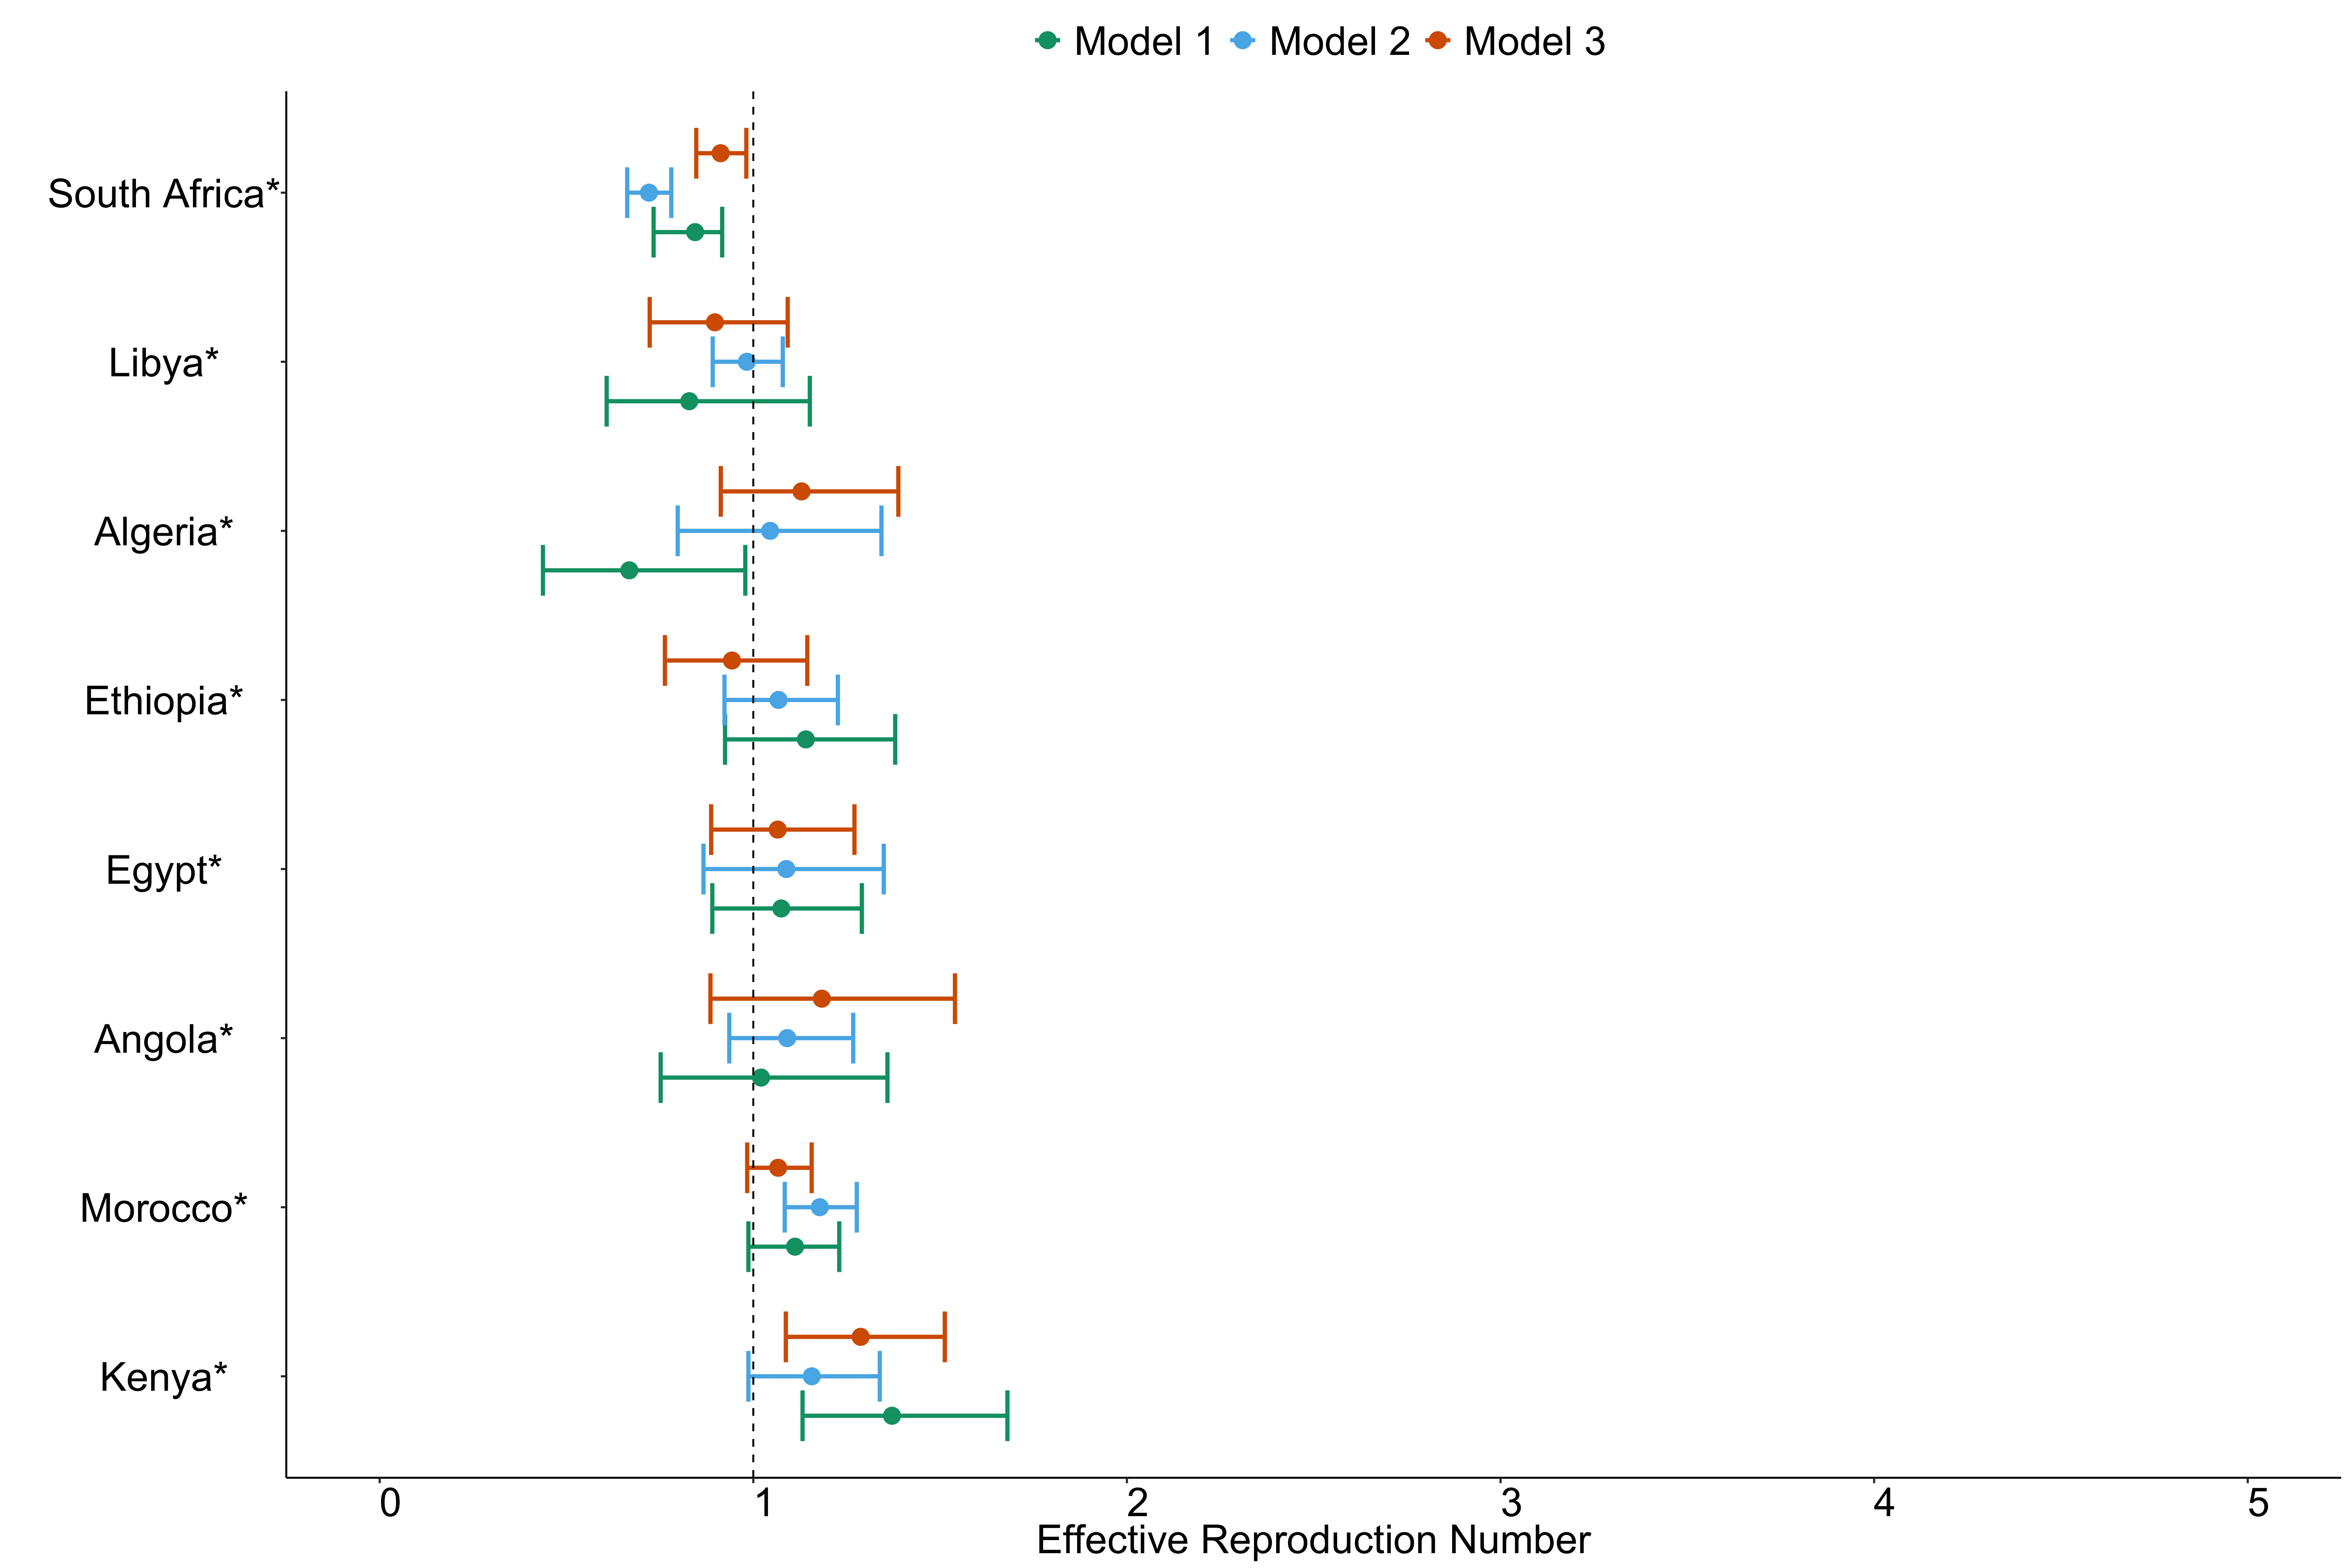 Model 1 Model 2 Model 3
South Africa*
Libya*
Algeria*
Ethiopia*
Egypt*
Angola*
Morocco*
Kenya*
0 1 2 3 4 5
Effective Reproduction Number